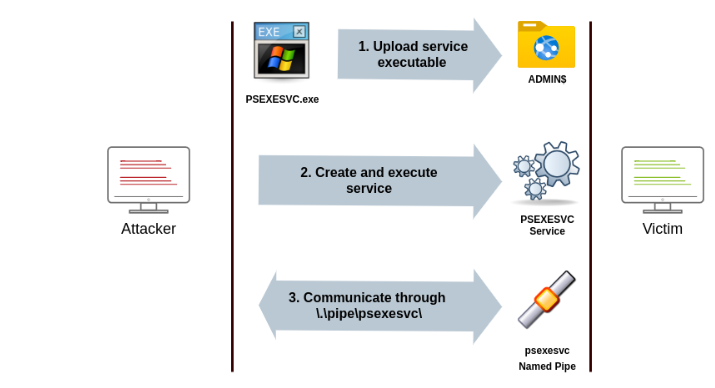 EXE
1. Upload service
executable
PSEXESVC.exe
ADMIN$
2. Create and execute
service
PSEXESVC
Service
Attacker
Victim
3. Communicate through
\.\pipe\psexesvc\
psexesvc
Named Pipe